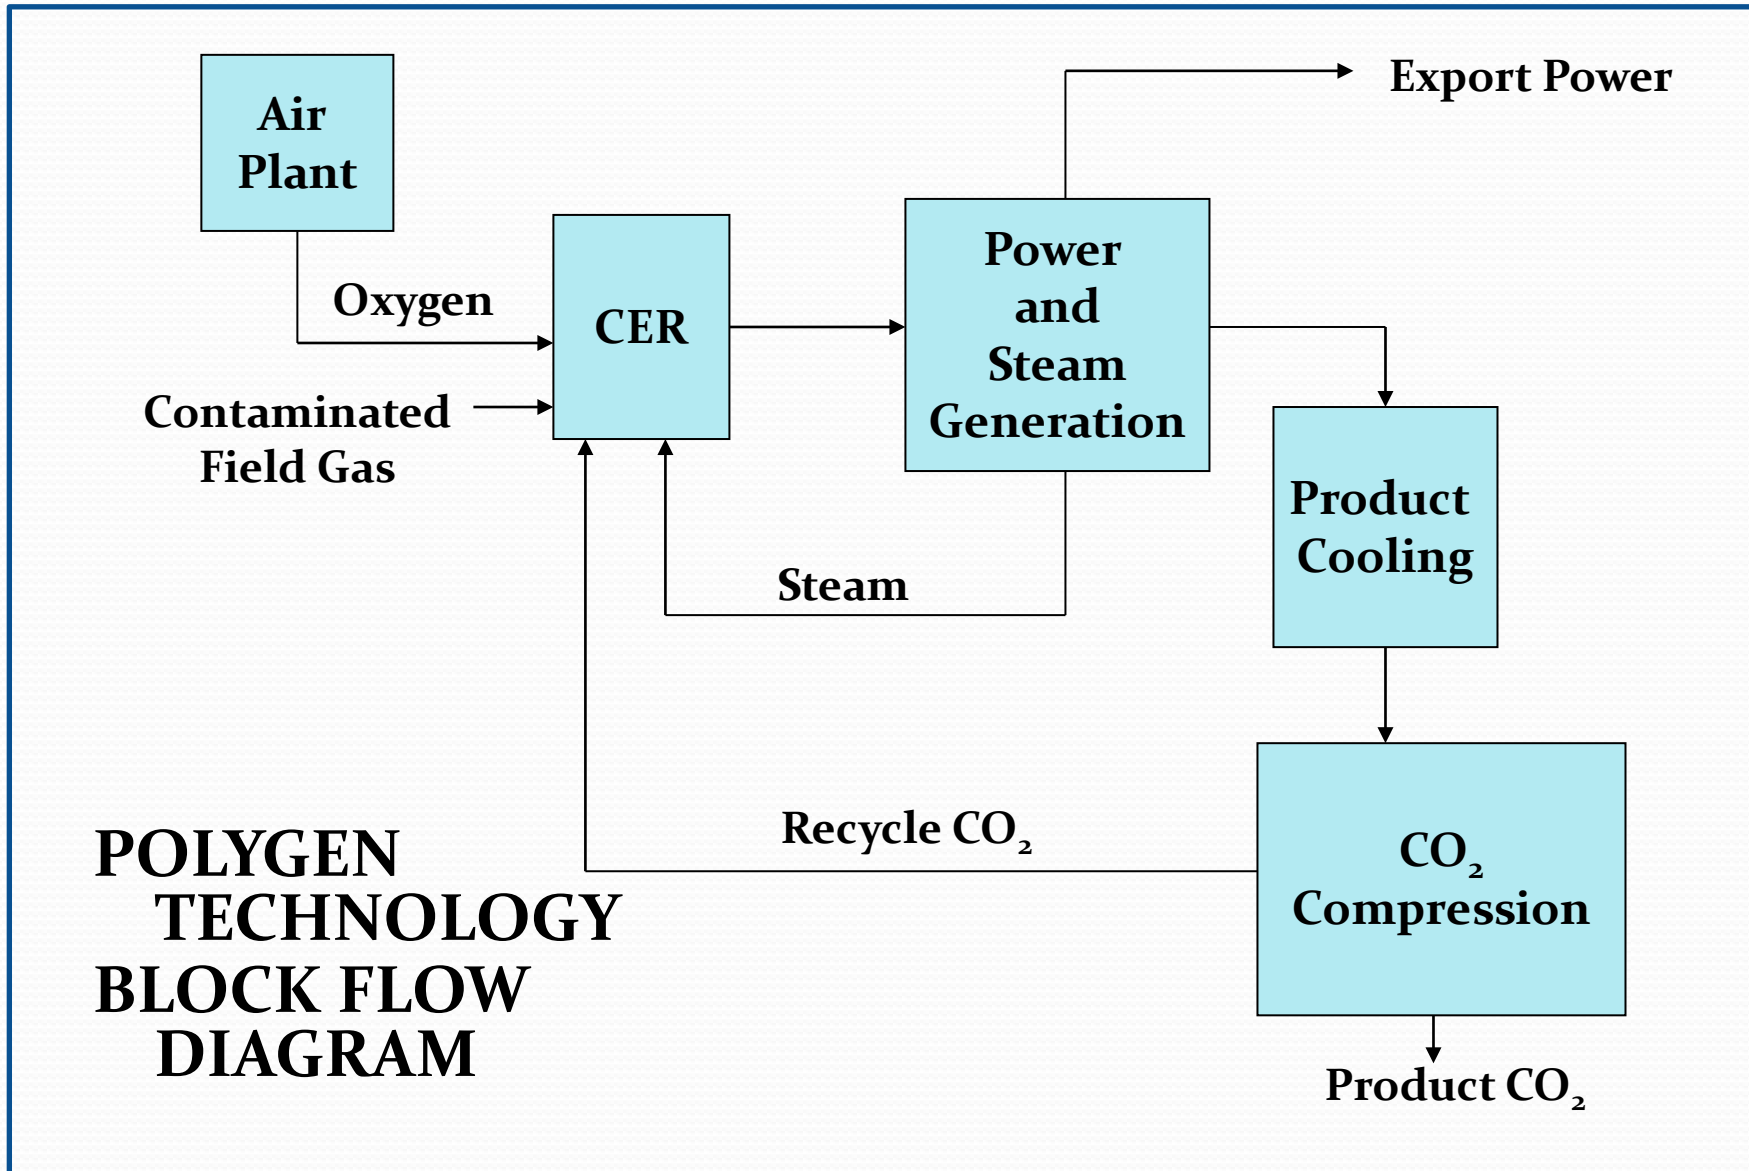 Air
Plant
Export Power
Oxygen
CER
Power
and
Steam
Generation
Contaminated
Field Gas
Product
Cooling
Steam
Recycle CO₂
CO₂
Compression
POLYGEN
TECHNOLOGY
BLOCK FLOW
DIAGRAM
Product CO₂